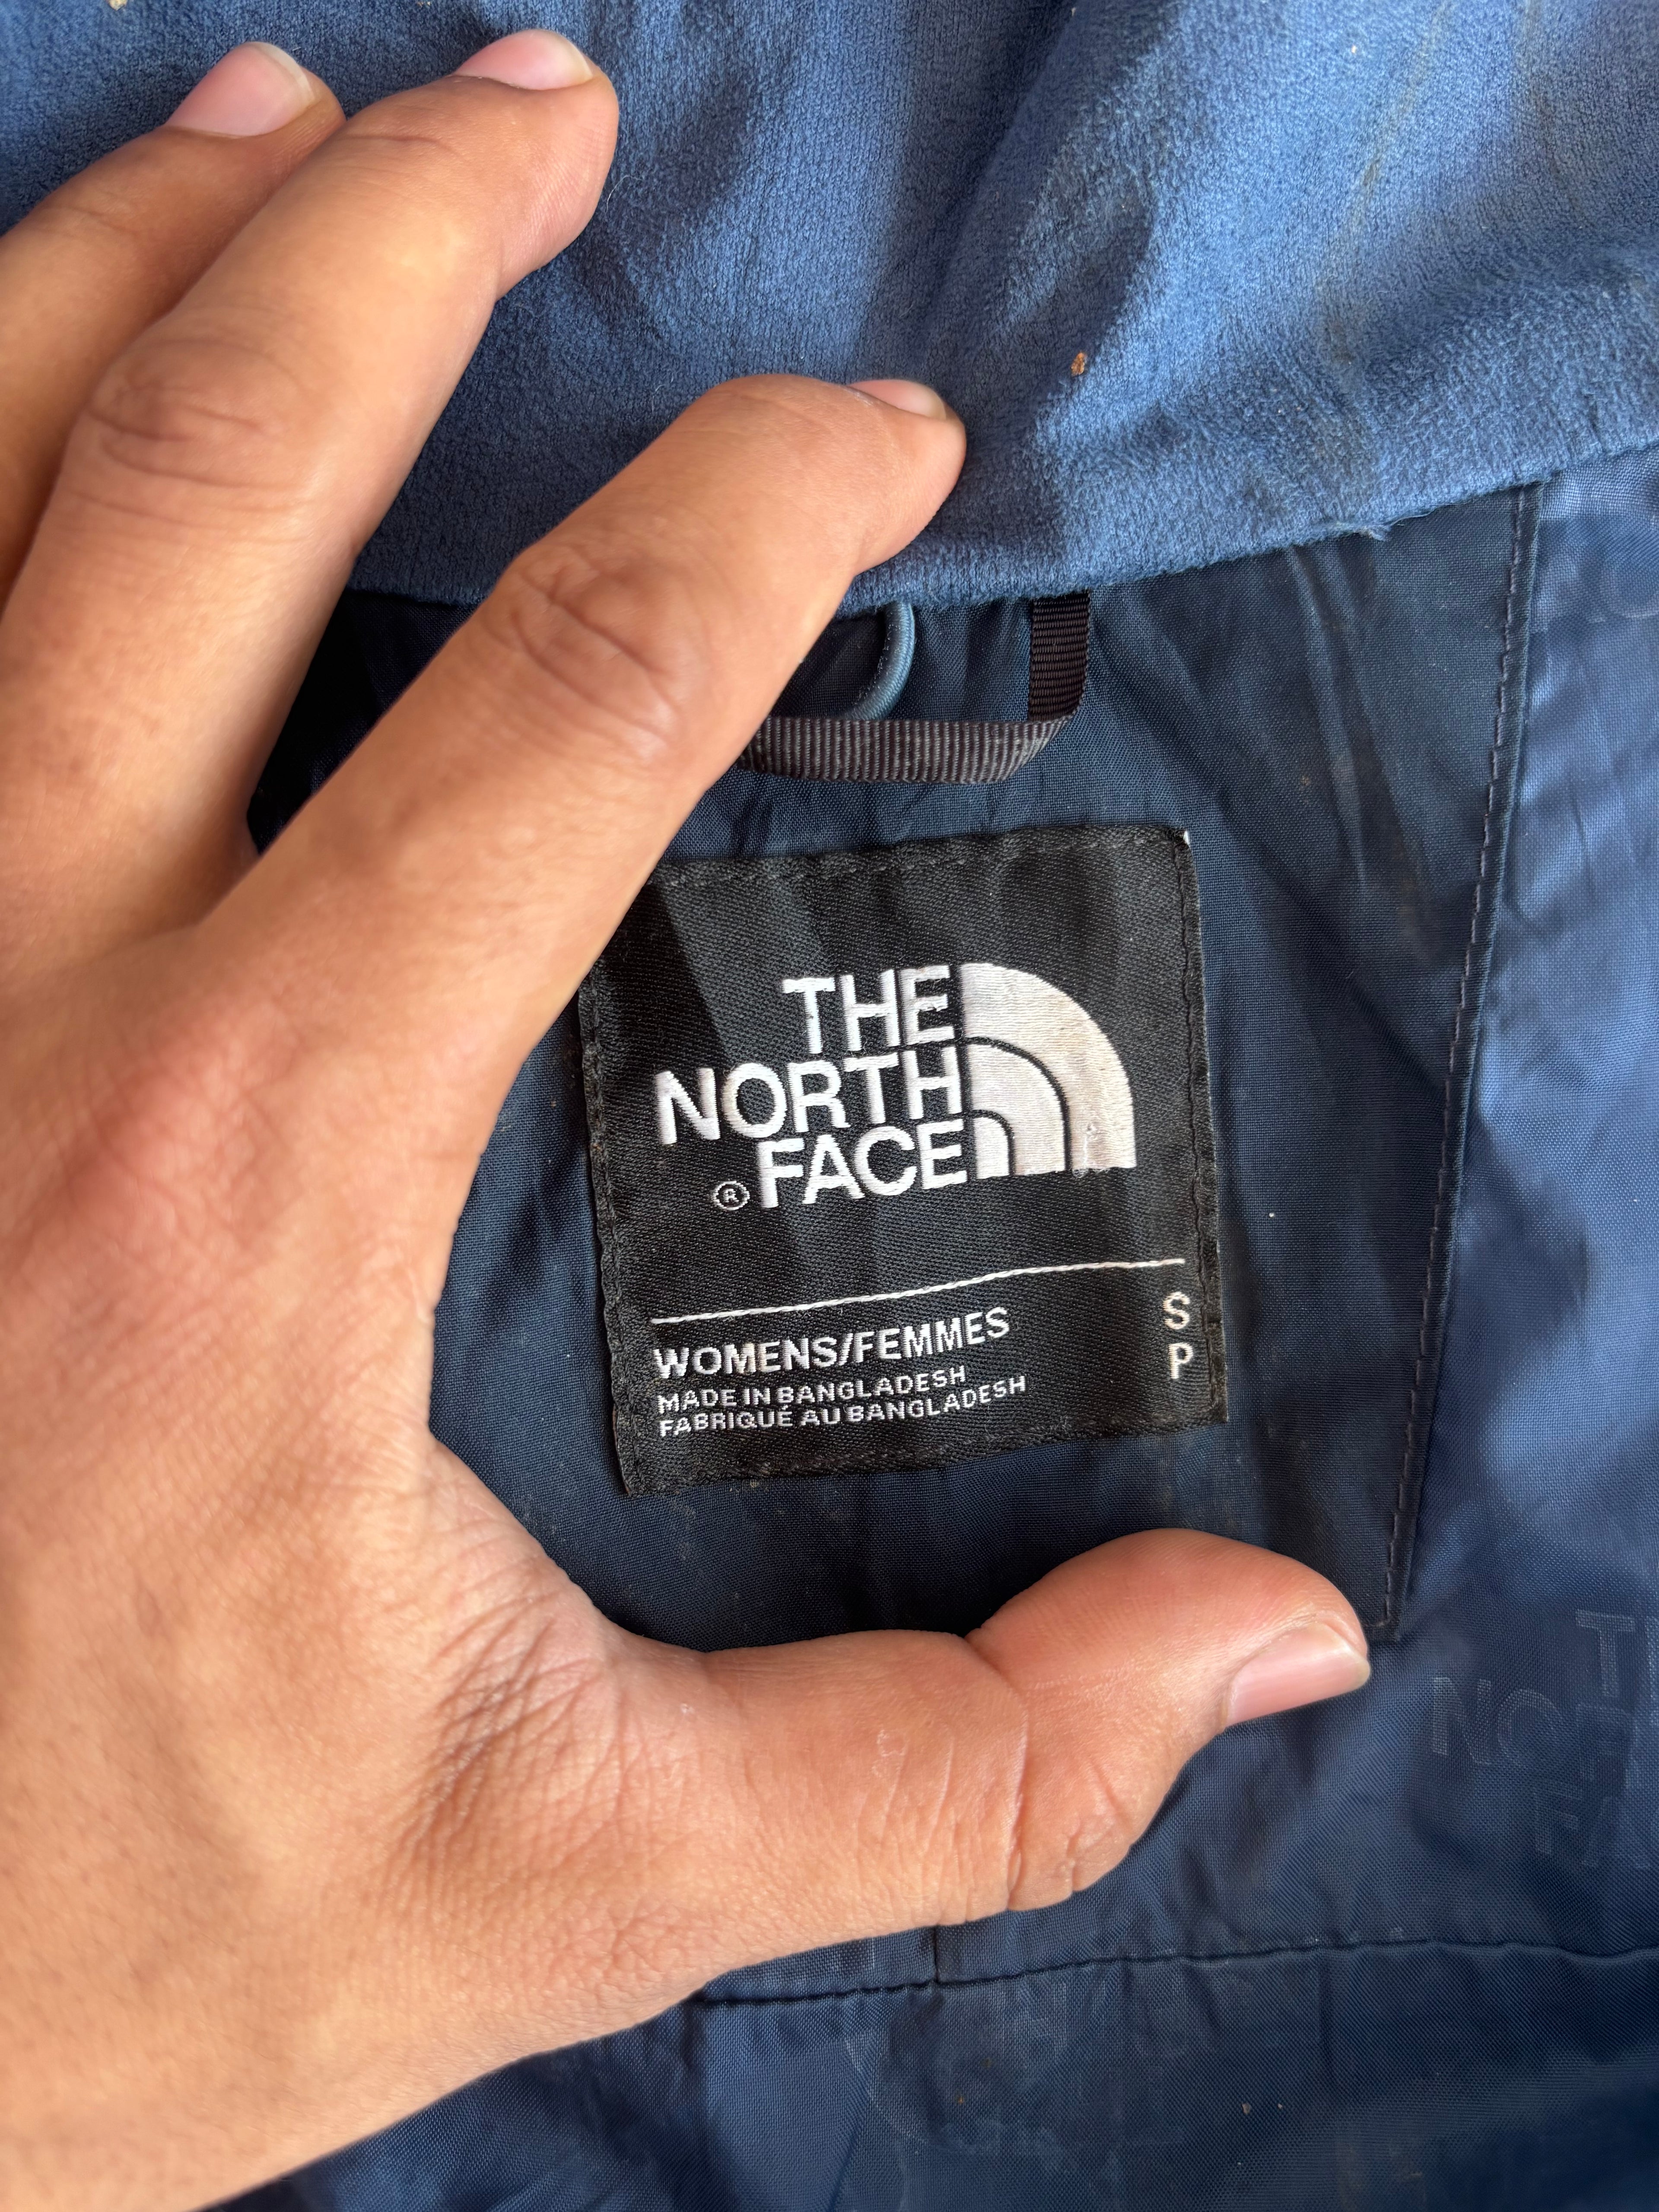 THE
NORTH
FACE
®
WOMENS/FEMMES
MADE IN BANGLADESH
FABRIQUÉ AU BANGLADESH
S
P